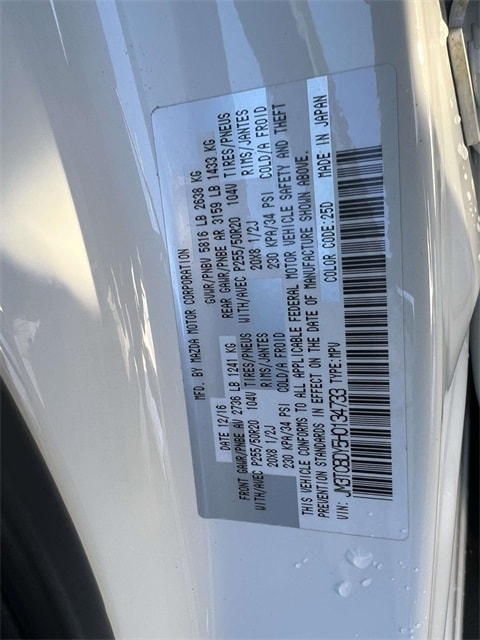 MFD. BY MAZDA MOTOR CORPORATION
DATE 12/16 GVWR/PNBV 5816 LB 2638 KG
FRONT GAWR/PNBE AV 2736 LB 1241 KG REAR GAWR/PNBE AR 3159 LB 1433 KG
WITH/AVEC P255/50R20 104V TIRES/PNEUS WITH/AVEC P255/50R20 104V TIRES/PNEUS
20X8 1/2J RIMS/JANTES 20X8 1/2J RIMS/JANTES
230 KPA/34 PSI COLD/A FROID 230 KPA/34 PSI COLD/A FROID
THIS VEHICLE CONFORMS TO ALL APPLICABLE FEDERAL MOTOR VEHICLE SAFETY AND THEFT
PREVENTION STANDARDS IN EFFECT ON THE DATE OF MANUFACTURE SHOWN ABOVE.
VIN: JM3TCBDY5H0134733 TYPE:MPV COLOR CODE:25D MADE IN JAPAN